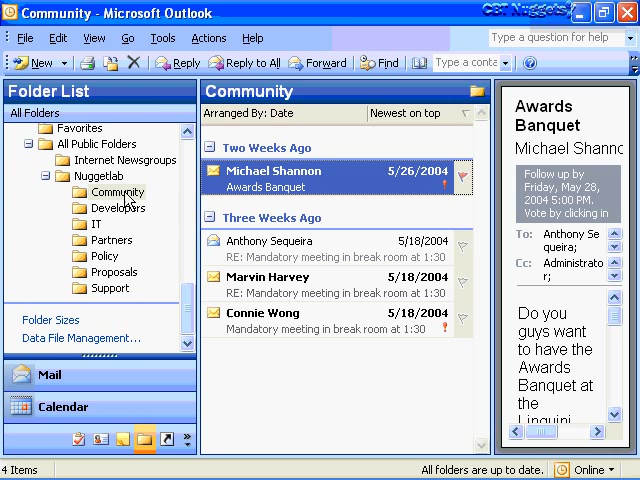 Community - Microsoft Outlook
CBT Nuggets
File Edit View Go Tools Actions Help
Type a question for help
New Reply Reply to All Forward Find Type a conta
Folder List
All Folders
Favorites
All Public Folders
Internet Newsgroups
Nuggetlab
Community
Developers
IT
Partners
Policy
Proposals
Support
Folder Sizes
Data File Management...
Mail
Calendar
Community
Arranged By: Date Newest on top
Two Weeks Ago
Michael Shannon 5/26/2004
Awards Banquet
Three Weeks Ago
Anthony Sequeira 5/18/2004
RE: Mandatory meeting in break room at 1:30
Marvin Harvey 5/18/2004
RE: Mandatory meeting in break room at 1:30
Connie Wong 5/18/2004
Mandatory meeting in break room at 1:30
Awards
Banquet
Michael Shannon
Follow up by
Friday, May 28,
2004 5:00 PM.
Vote by clicking in
To: Anthony Se
queira;
Cc: Administrato
r;
Do you
guys want
to have the
Awards
Banquet at
the
Linguini
4 Items
All folders are up to date. Online